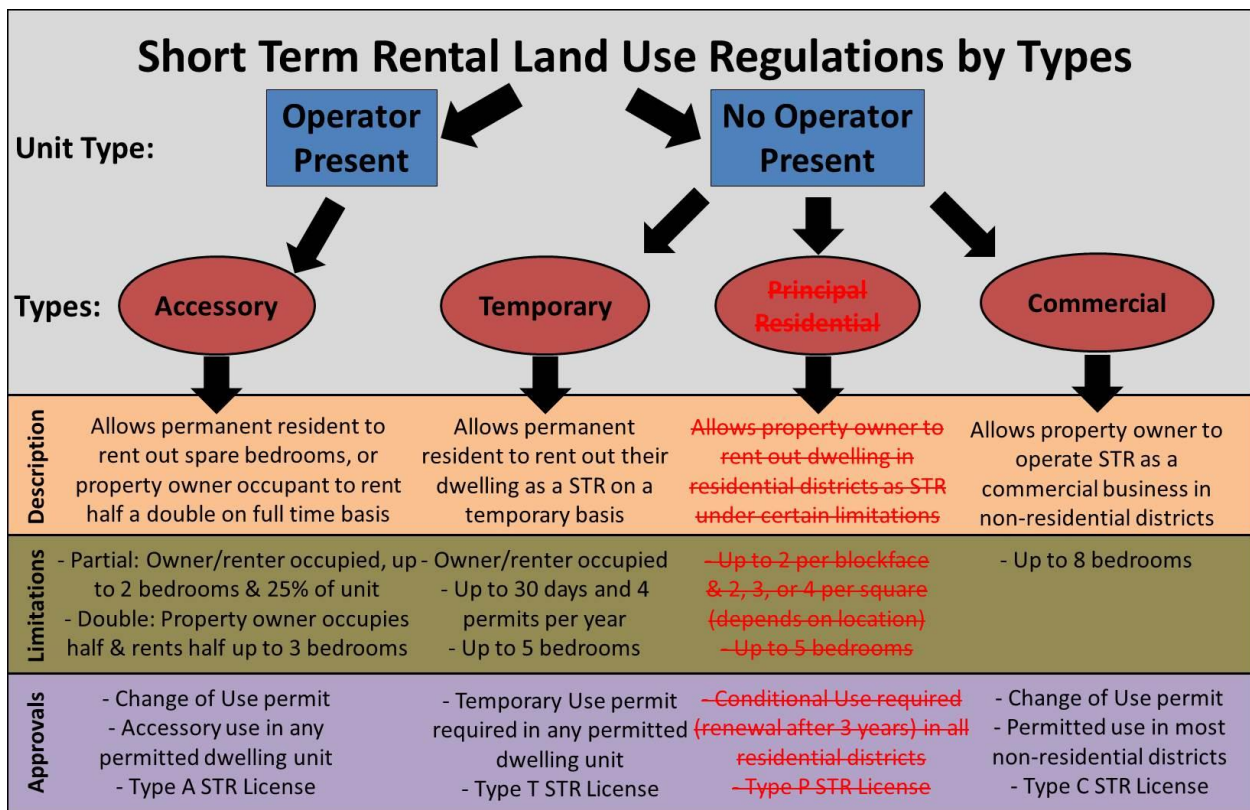 Short Term Rental Land Use Regulations by Types
Unit Type:
Operator
Present
No Operator
Present
Types:
Accessory
Temporary
Principal
Residential
Commercial
Description
Allows permanent resident to
rent out spare bedrooms, or
property owner occupant to rent
half a double on full time basis
Allows permanent
resident to rent out their
dwelling as a STR on a
temporary basis
Allows property owner to
rent out dwelling in
residential districts as STR
under certain limitations
Allows property owner to
operate STR as a
commercial business in
non-residential districts
Limitations
- Partial: Owner/renter occupied, up
to 2 bedrooms & 25% of unit
- Double: Property owner occupies
half & rents half up to 3 bedrooms
- Owner/renter occupied
- Up to 30 days and 4
permits per year
- Up to 5 bedrooms
- Up to 2 per blockface
& 2, 3, or 4 per square
(depends on location)
- Up to 5 bedrooms
- Up to 8 bedrooms
Approvals
- Change of Use permit
- Accessory use in any
permitted dwelling unit
- Type A STR License
- Temporary Use permit
required in any permitted
dwelling unit
- Type T STR License
- Conditional Use required
(renewal after 3 years) in all
residential districts
- Type P STR License
- Change of Use permit
- Permitted use in most
non-residential districts
- Type C STR License